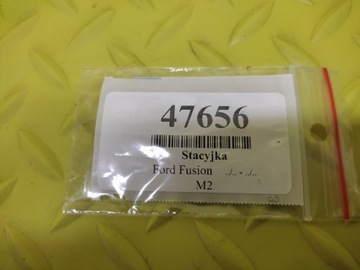 47656
Stacyjka
Ford Fusion ../.. - ../..
M2